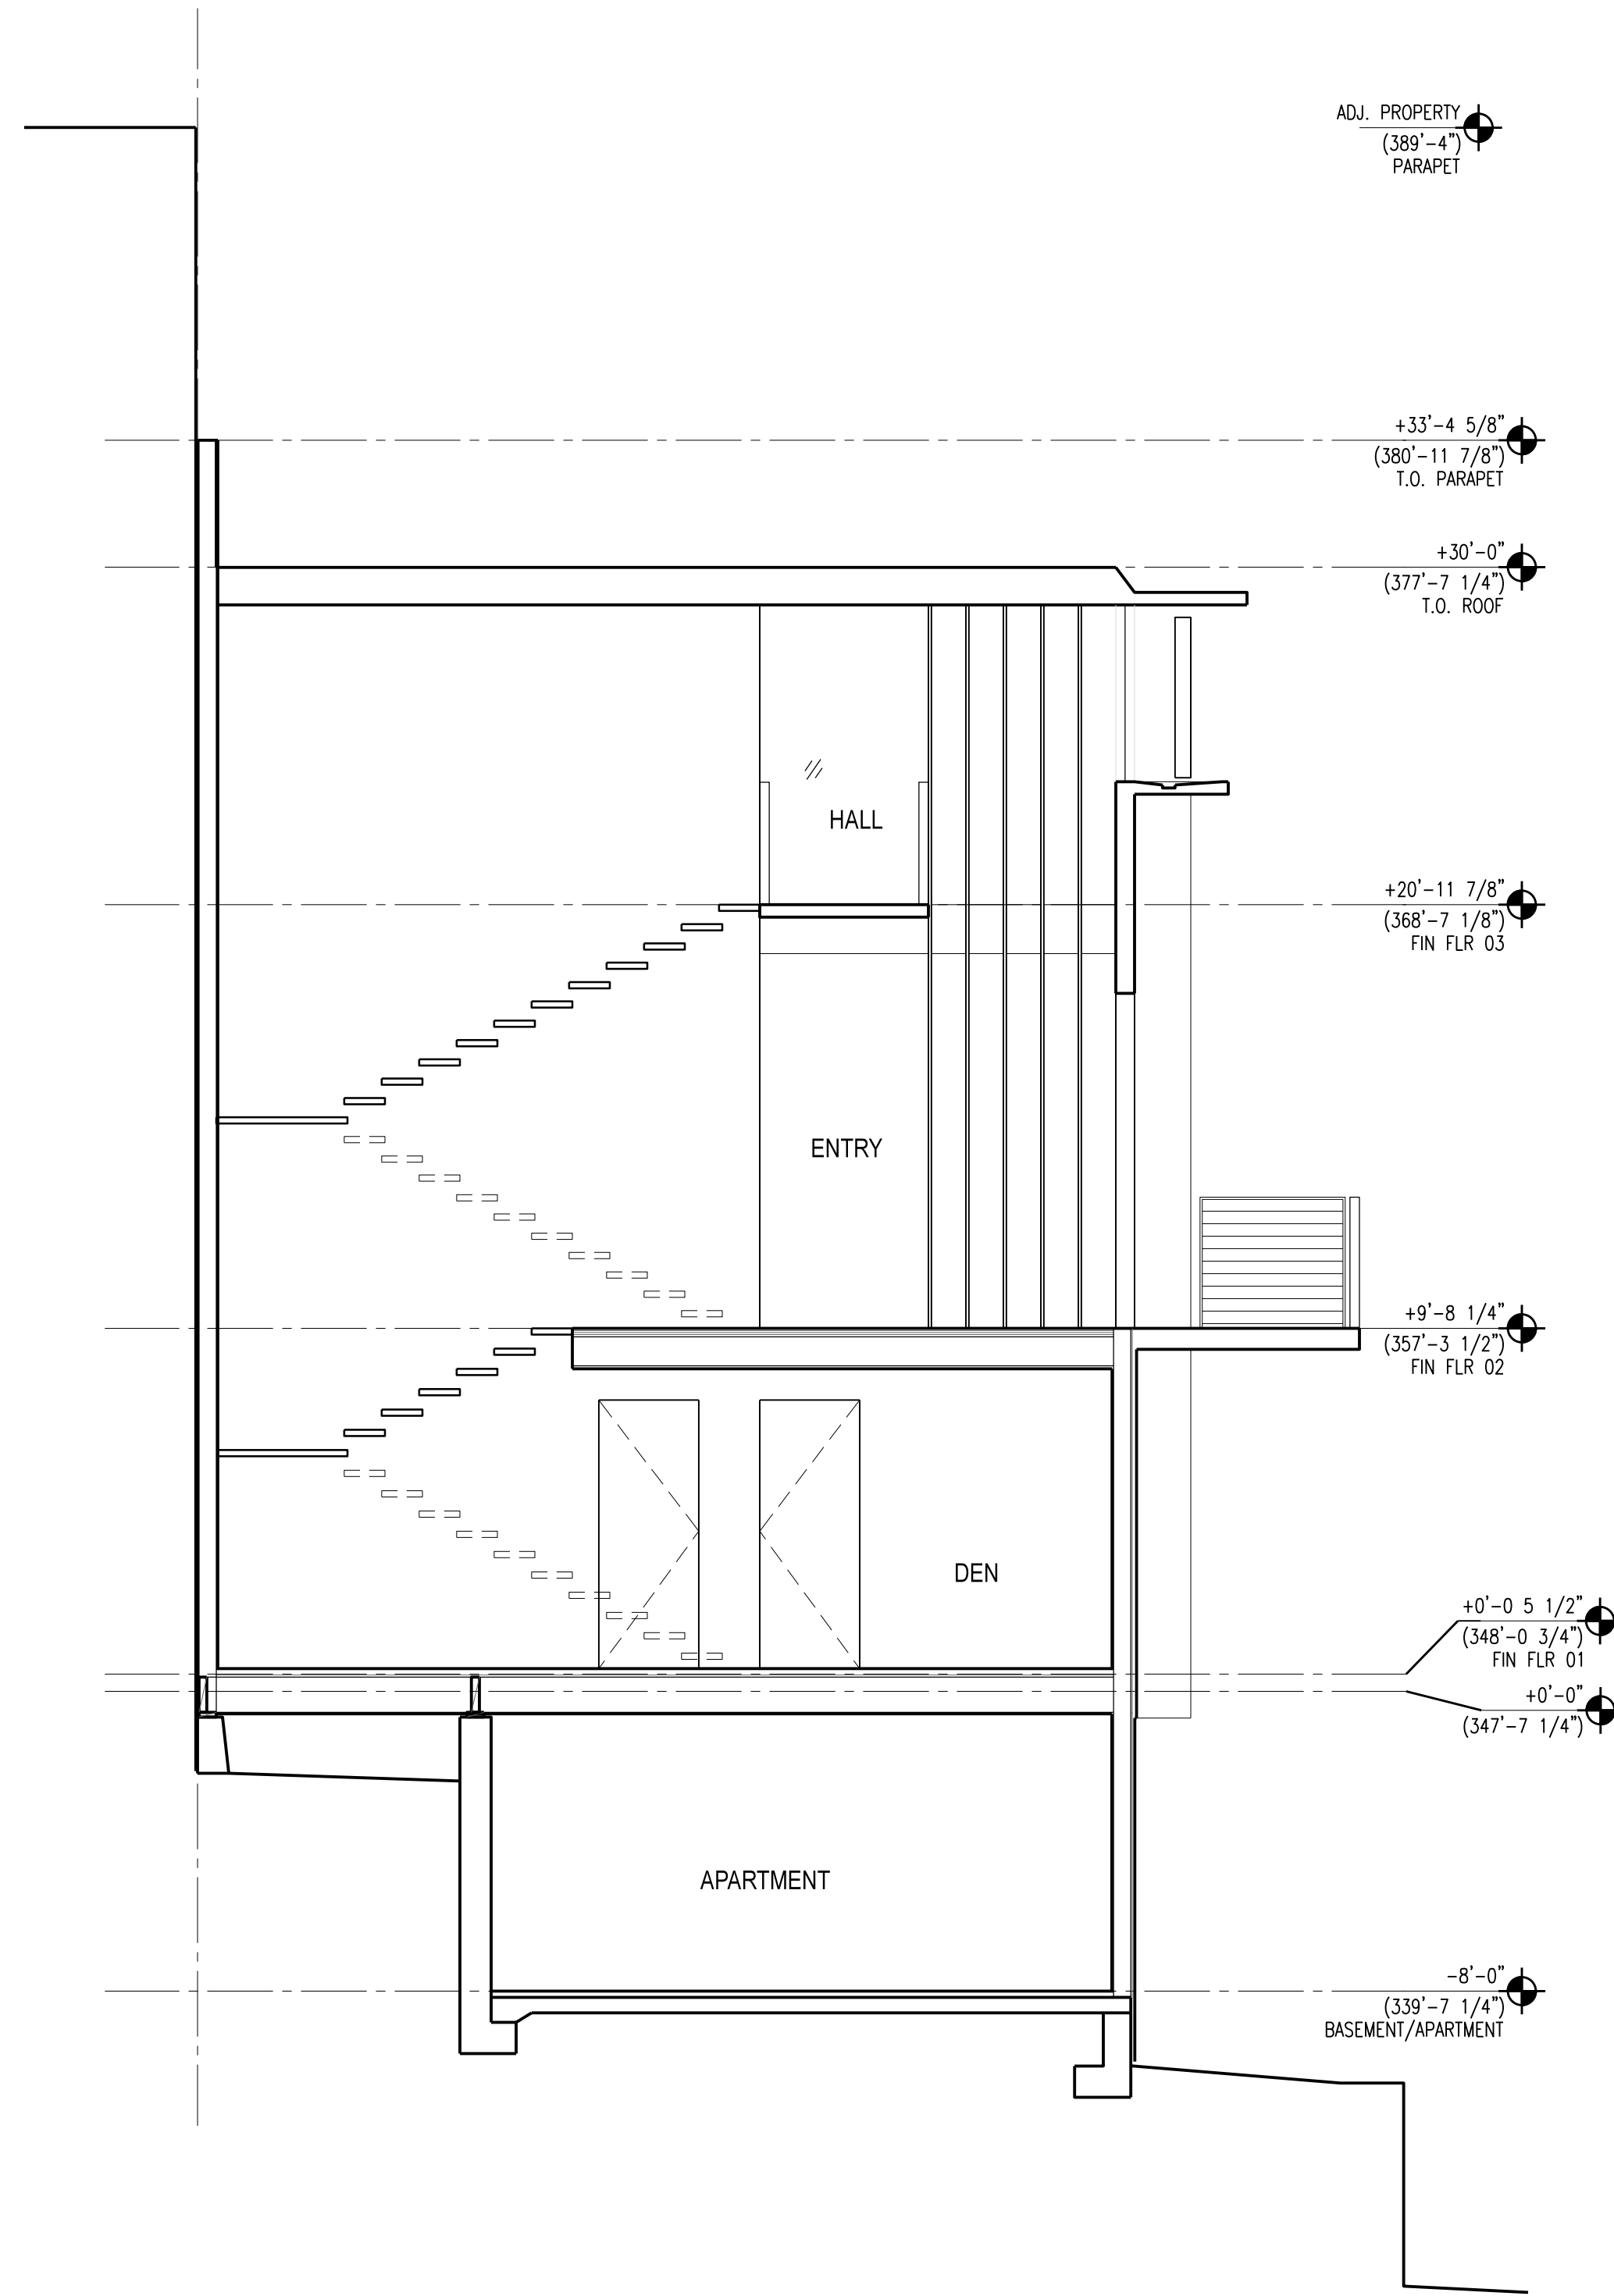 ADJ. PROPERTY
(389'-4")
PARAPET
+33'-4 5/8"
(380'-11 7/8")
T.O. PARAPET
+30'-0"
(377'-7 1/4")
T.O. ROOF
HALL
+20'-11 7/8"
(368'-7 1/8")
FIN FLR 03
ENTRY
+9'-8 1/4"
(357'-3 1/2")
FIN FLR 02
DEN
+0'-0 5 1/2"
(348'-0 3/4")
FIN FLR 01
+0'-0"
(347'-7 1/4")
APARTMENT
-8'-0"
(339'-7 1/4")
BASEMENT/APARTMENT